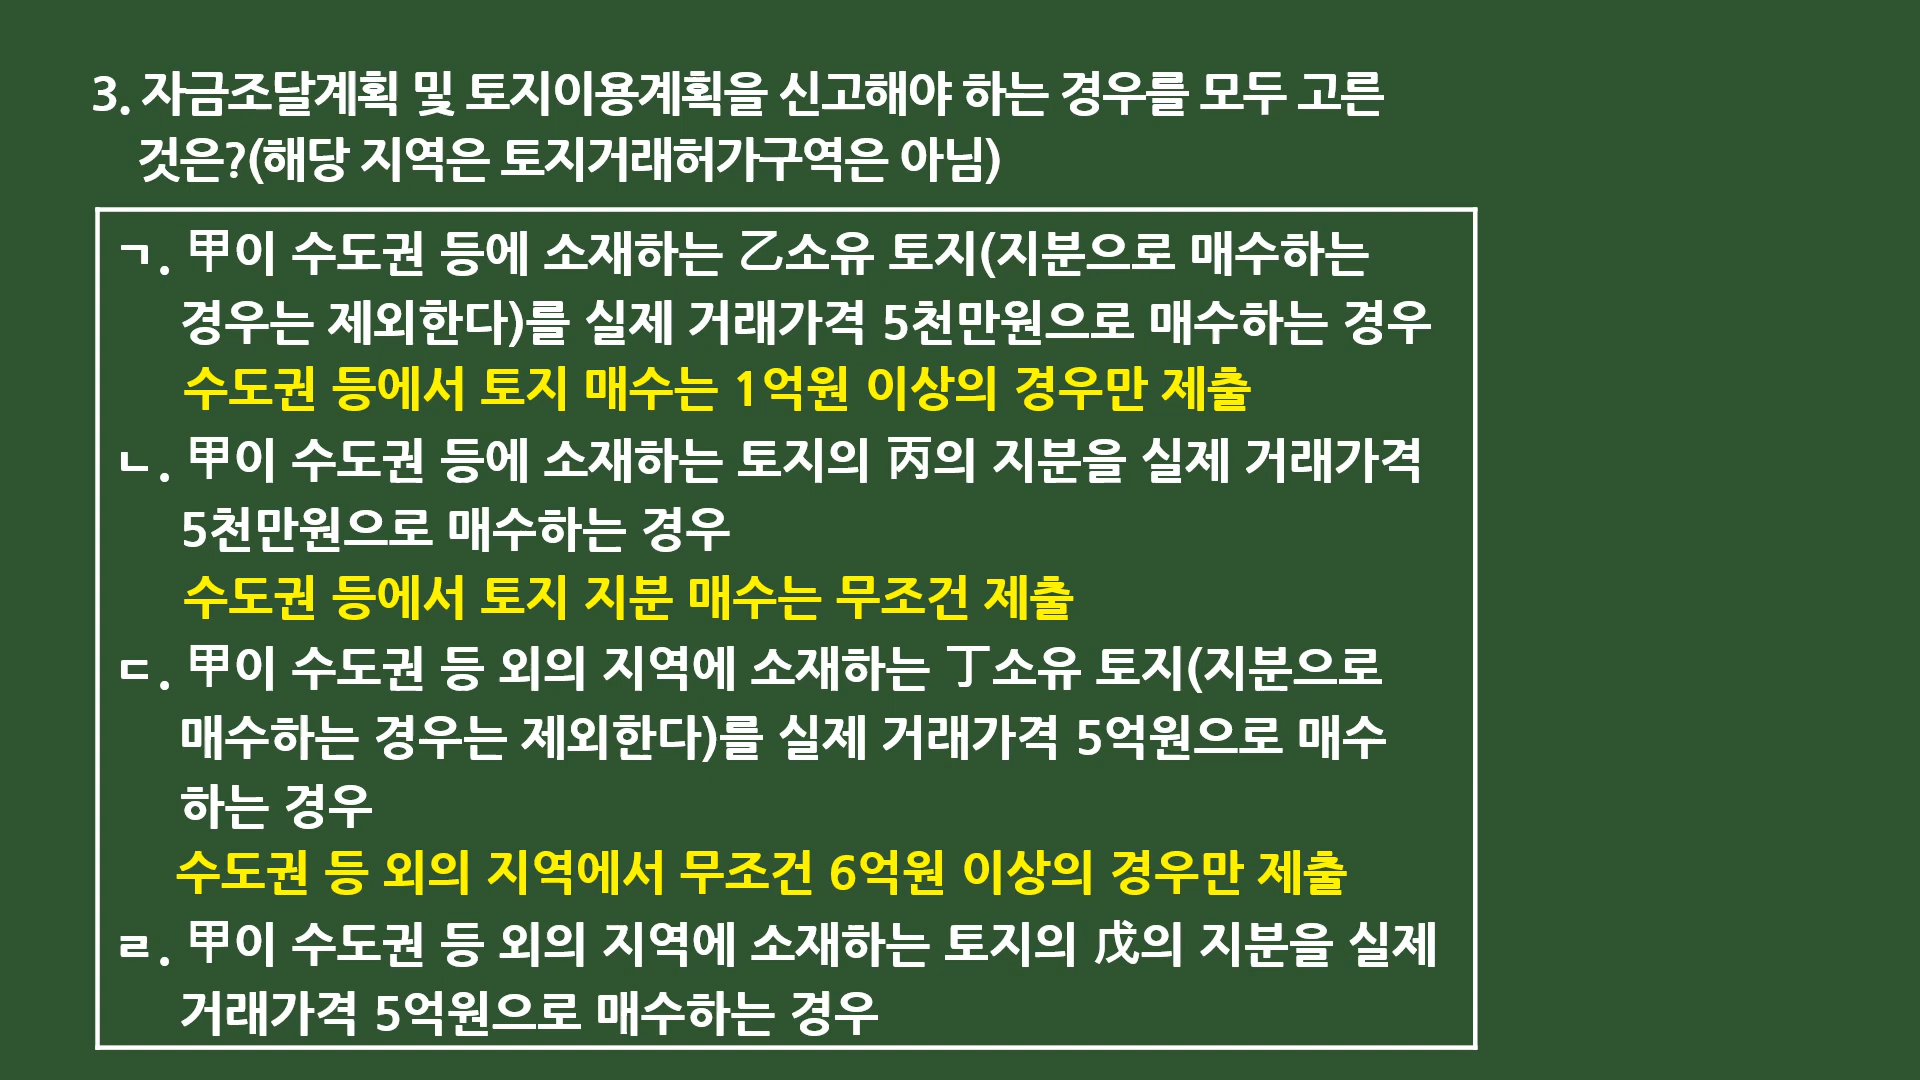 3. 자금조달계획 및 토지이용계획을 신고해야 하는 경우를 모두 고른
것은?(해당 지역은 토지거래허가구역은 아님)
ㄱ. 甲이 수도권 등에 소재하는 乙소유 토지(지분으로 매수하는
경우는 제외한다)를 실제 거래가격 5천만원으로 매수하는 경우
수도권 등에서 토지 매수는 1억원 이상의 경우만 제출
ㄴ. 甲이 수도권 등에 소재하는 토지의 丙의 지분을 실제 거래가격
5천만원으로 매수하는 경우
수도권 등에서 토지 지분 매수는 무조건 제출
ㄷ. 甲이 수도권 등 외의 지역에 소재하는 丁소유 토지(지분으로
매수하는 경우는 제외한다)를 실제 거래가격 5억원으로 매수
하는 경우
수도권 등 외의 지역에서 무조건 6억원 이상의 경우만 제출
ㄹ. 甲이 수도권 등 외의 지역에 소재하는 토지의 戊의 지분을 실제
거래가격 5억원으로 매수하는 경우